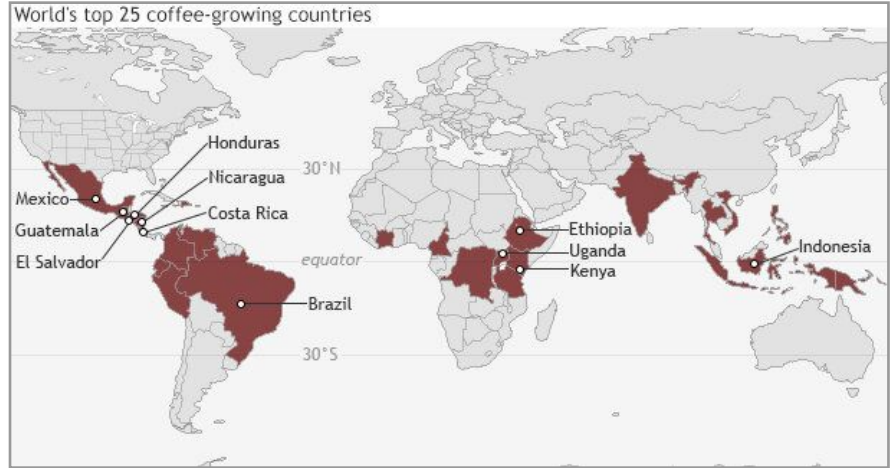 World's top 25 coffee-growing countries
Honduras
30°N
Nicaragua
Mexico
Costa Rica
Guatemala
Ethiopia
Uganda
Indonesia
El Salvador
equator
Kenya
Brazil
30°S